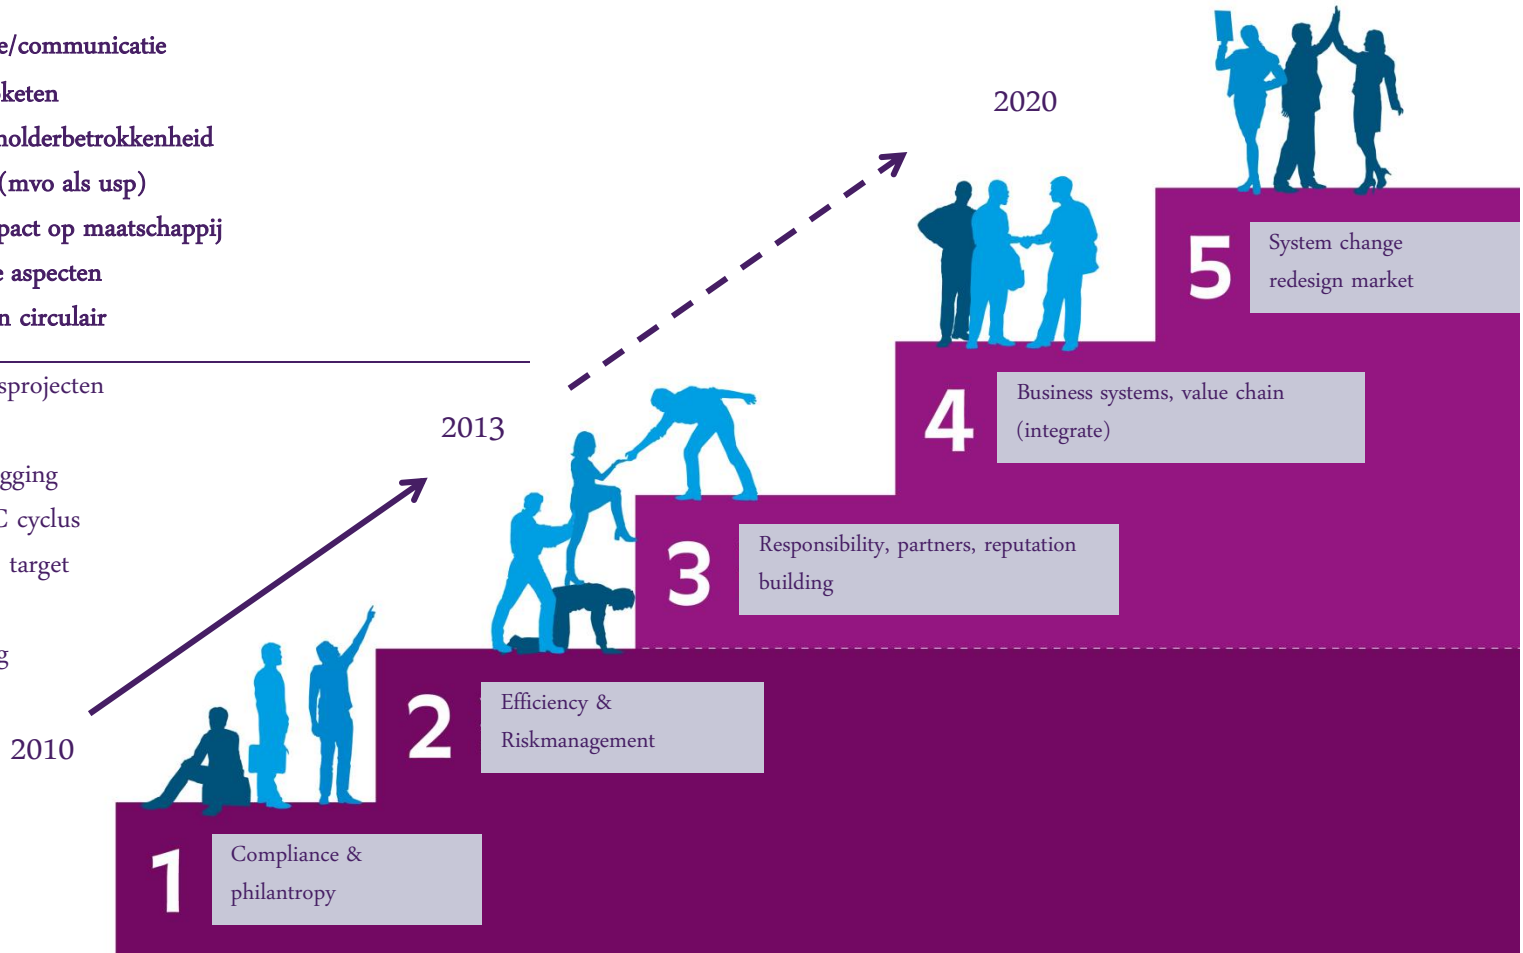 e/communicatie
keten
holderbetrokkenheid
(mvo als usp)
pact op maatschappij
e aspecten
n circulair
sprojecten
gging
C cyclus
target
g
2010
2013
2020
5
System change
redesign market
4
Business systems, value chain
(integrate)
3
Responsibility, partners, reputation
building
2
Efficiency &
Riskmanagement
1
Compliance &
philantropy